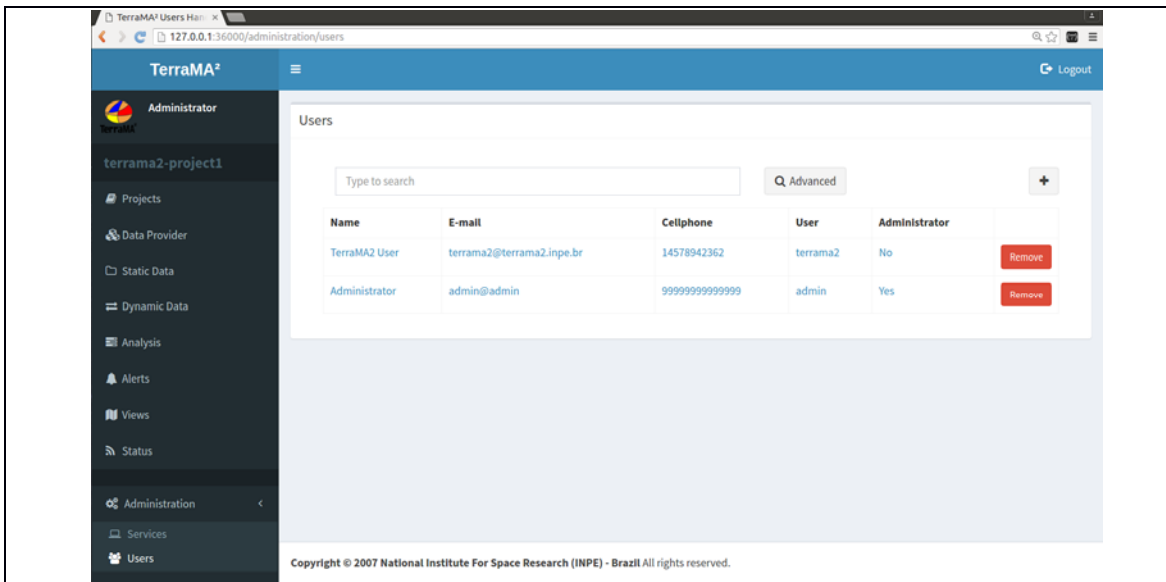 TerraMA² Users Han
127.0.0.1:36000/administration/users
TerraMA²
Logout
TerraMA²
Administrator
terrama2-project1
Projects
Data Provider
Static Data
Dynamic Data
Analysis
Alerts
Views
Status
Administration
Services
Users
Users
Type to search
Advanced
Name E-mail Cellphone User Administrator
TerraMA2 User terrama2@terrama2.inpe.br 14578942362 terrama2 No Remove
Administrator admin@admin 99999999999999 admin Yes Remove
Copyright © 2007 National Institute For Space Research (INPE) - Brazil All rights reserved.